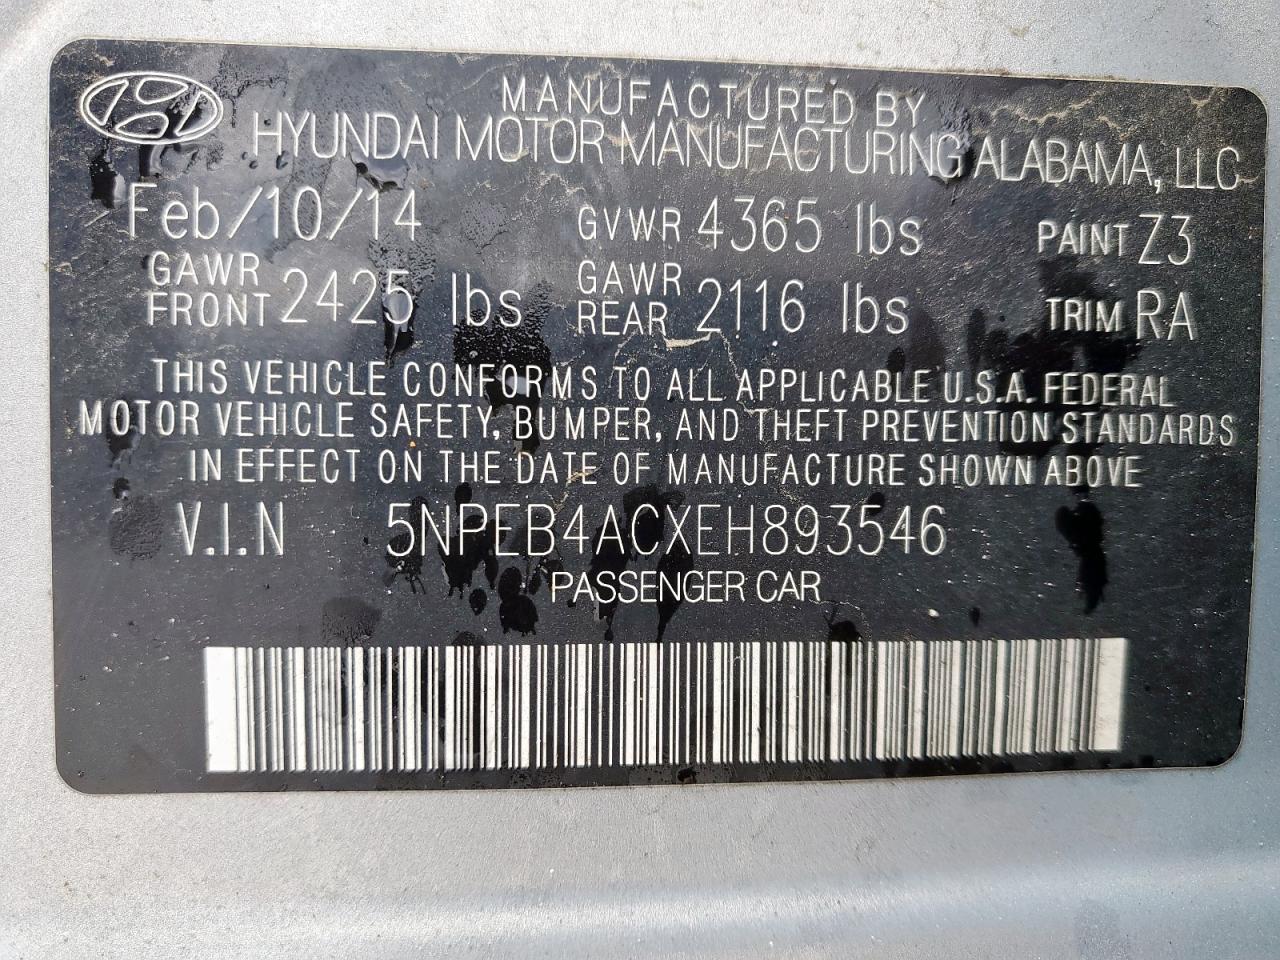 MANUFACTURED BY
HYUNDAI MOTOR MANUFACTURING ALABAMA, LLC
Feb/10/14 GVWR 4365 lbs PAINT Z3
GAWR FRONT 2425 lbs GAWR REAR 2116 lbs TRIM RA
THIS VEHICLE CONFORMS TO ALL APPLICABLE U.S.A. FEDERAL
MOTOR VEHICLE SAFETY, BUMPER, AND THEFT PREVENTION STANDARDS
IN EFFECT ON THE DATE OF MANUFACTURE SHOWN ABOVE
V.I.N 5NPEB4ACXEH893546
PASSENGER CAR